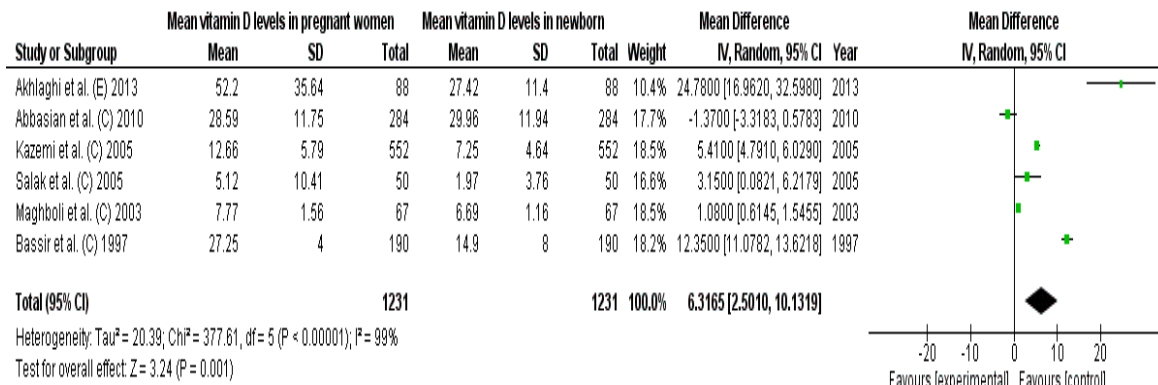 Mean vitamin D levels in pregnant women Mean vitamin D levels in newborn Mean Difference Mean Difference
Study or Subgroup Mean SD Total Mean SD Total Weight IV, Random, 95% CI Year IV, Random, 95% CI
Akhlaghi et al. (E) 2013 52.2 35.64 88 27.42 11.4 88 10.4% 24.7800 [16.9620, 32.5980] 2013
Abbasian et al. (C) 2010 28.59 11.75 284 29.96 11.94 284 17.7% -1.3700 [-3.3183, 0.5783] 2010
Kazemi et al. (C) 2005 12.66 5.79 552 7.25 4.64 552 18.5% 5.4100 [4.7910, 6.0290] 2005
Salak et al. (C) 2005 5.12 10.41 50 1.97 3.76 50 16.6% 3.1500 [0.0821, 6.2179] 2005
Maghboli et al. (C) 2003 7.77 1.56 67 6.69 1.16 67 18.5% 1.0800 [0.6145, 1.5455] 2003
Bassir et al. (C) 1997 27.25 4 190 14.9 8 190 18.2% 12.3500 [11.0782, 13.6218] 1997
Total (95% CI) 1231 1231 100.0% 6.3165 [2.5010, 10.1319]
Heterogeneity: Tau² = 20.39; Chi² = 377.61, df = 5 (P < 0.00001); I² = 99%
Test for overall effect: Z = 3.24 (P = 0.001)
-20 -10 0 10 20
Favours [experimental] Favours [control]